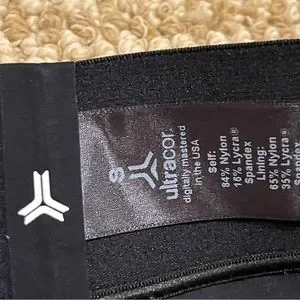 S
ultracor
digitally mastered
in the USA
Self:
84% Nylon
16% Lycra®
Spandex
Lining:
65% Nylon
35% Lycra®